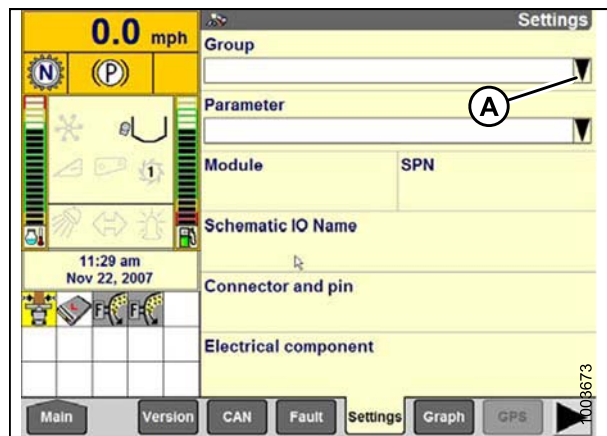 0.0 mph
Settings
Group
N
(P)
A
Parameter
Module
SPN
1
Schematic IO Name
11:29 am
Nov 22, 2007
Connector and pin
F
F
Electrical component
Main
Version
CAN
Fault
Settings
Graph
GPS
1003673